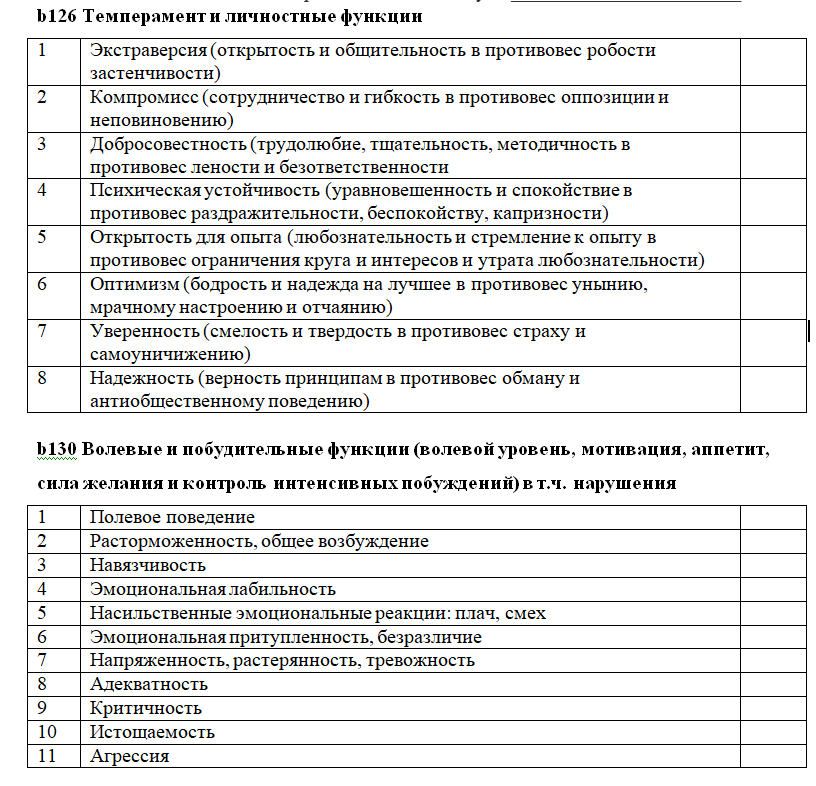 b126 Темперамент и личностные функции
1 Экстраверсия (открытость и общительность в противовес робости
застенчивости)
2 Компромисс (сотрудничество и гибкость в противовес оппозиции и
неповиновению)
3 Добросовестность (трудолюбие, тщательность, методичность в
противовес лености и безответственности
4 Психическая устойчивость (уравновешенность и спокойствие в
противовес раздражительности, беспокойству, капризности)
5 Открытость для опыта (любознательность и стремление к опыту в
противовес ограничения круга и интересов и утрата любознательности)
6 Оптимизм (бодрость и надежда на лучшее в противовес унынию,
мрачному настроению и отчаянию)
7 Уверенность (смелость и твердость в противовес страху и
самоуничижению)
8 Надежность (верность принципам в противовес обману и
антиобщественному поведению)
b130 Волевые и побудительные функции (волевой уровень, мотивация, аппетит,
сила желания и контроль интенсивных побуждений) в т.ч. нарушения
1 Полевое поведение
2 Расторможенность, общее возбуждение
3 Навязчивость
4 Эмоциональная лабильность
5 Насильственные эмоциональные реакции: плач, смех
6 Эмоциональная притупленность, безразличие
7 Напряженность, растерянность, тревожность
8 Адекватность
9 Критичность
10 Истощаемость
11 Агрессия